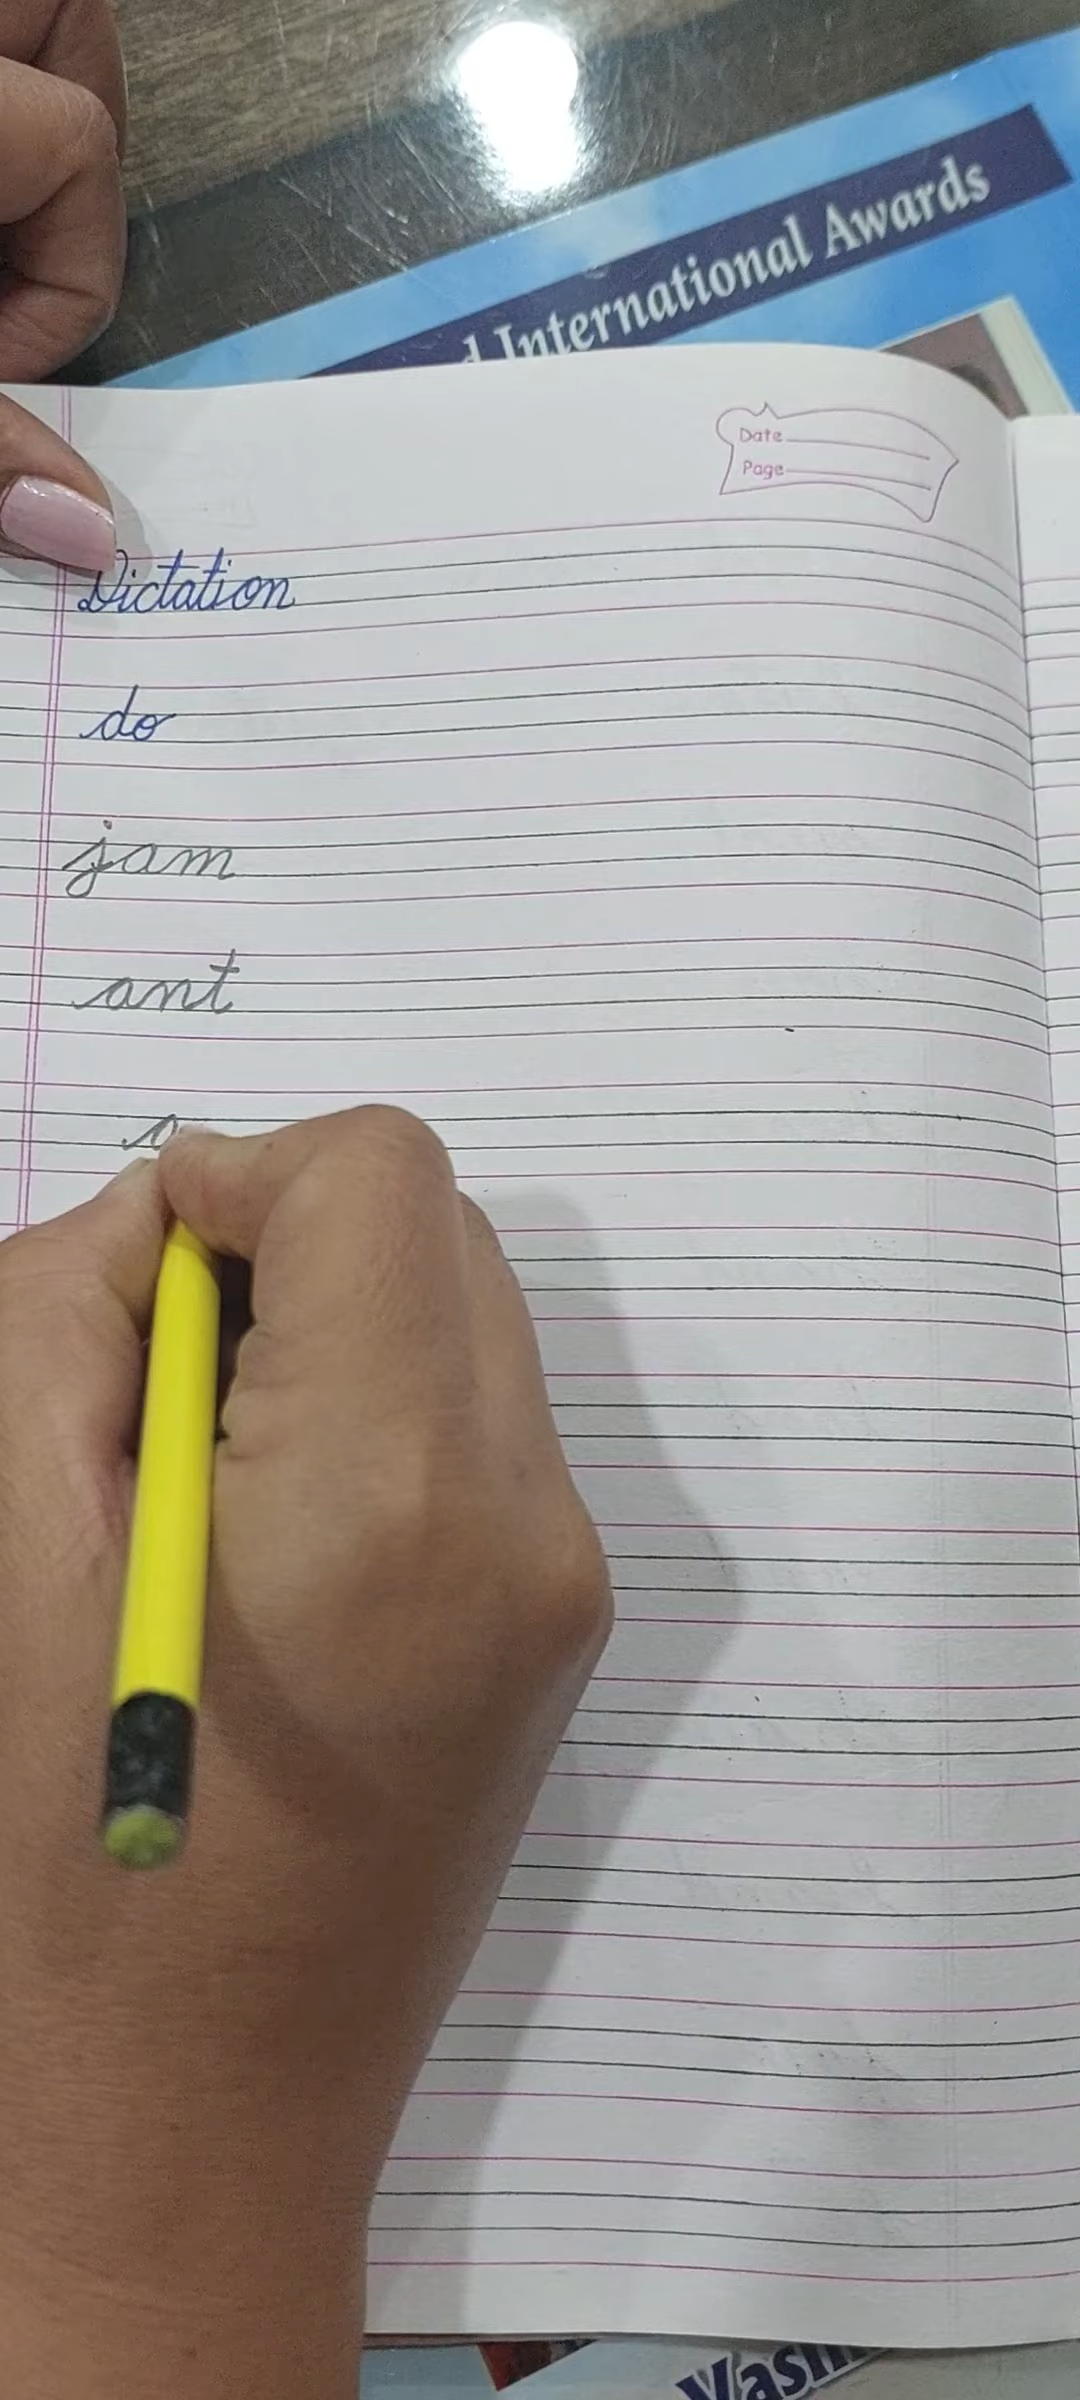 International Awards
Date
Page
Dictation
do
jam
ant